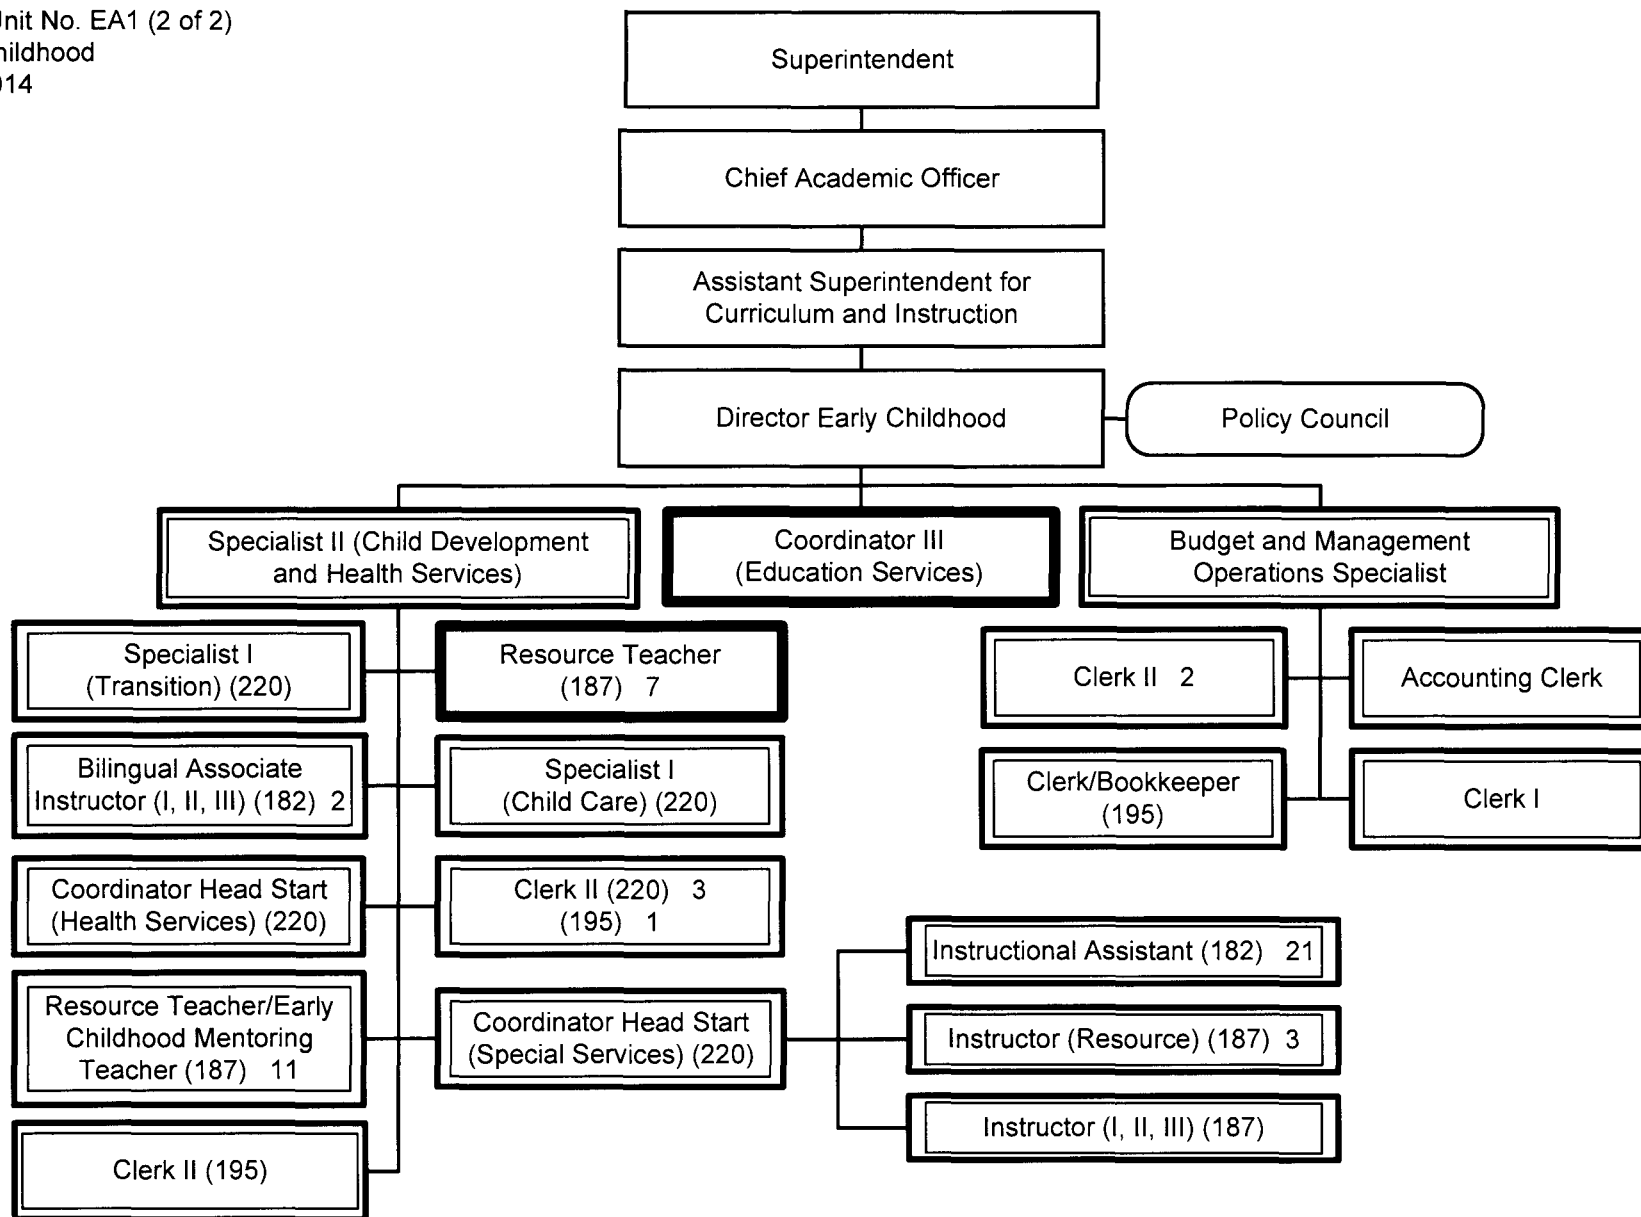 Unit No. EA1 (2 of 2)
Superintendent
Chief Academic Officer
Assistant Superintendent for
Curriculum and Instruction
Director Early Childhood
Policy Council
Specialist II (Child Development
and Health Services)
Coordinator III
(Education Services)
Budget and Management
Operations Specialist
Specialist I
(Transition) (220)
Resource Teacher
(187) 7
Clerk II 2
Accounting Clerk
Bilingual Associate
Instructor (I, II, III) (182) 2
Specialist I
(Child Care) (220)
Clerk/Bookkeeper
(195)
Clerk I
Coordinator Head Start
(Health Services) (220)
Clerk II (220) 3
(195) 1
Resource Teacher/Early
Childhood Mentoring
Teacher (187) 11
Coordinator Head Start
(Special Services) (220)
Instructional Assistant (182) 21
Instructor (Resource) (187) 3
Instructor (I, II, III) (187)
Clerk II (195)